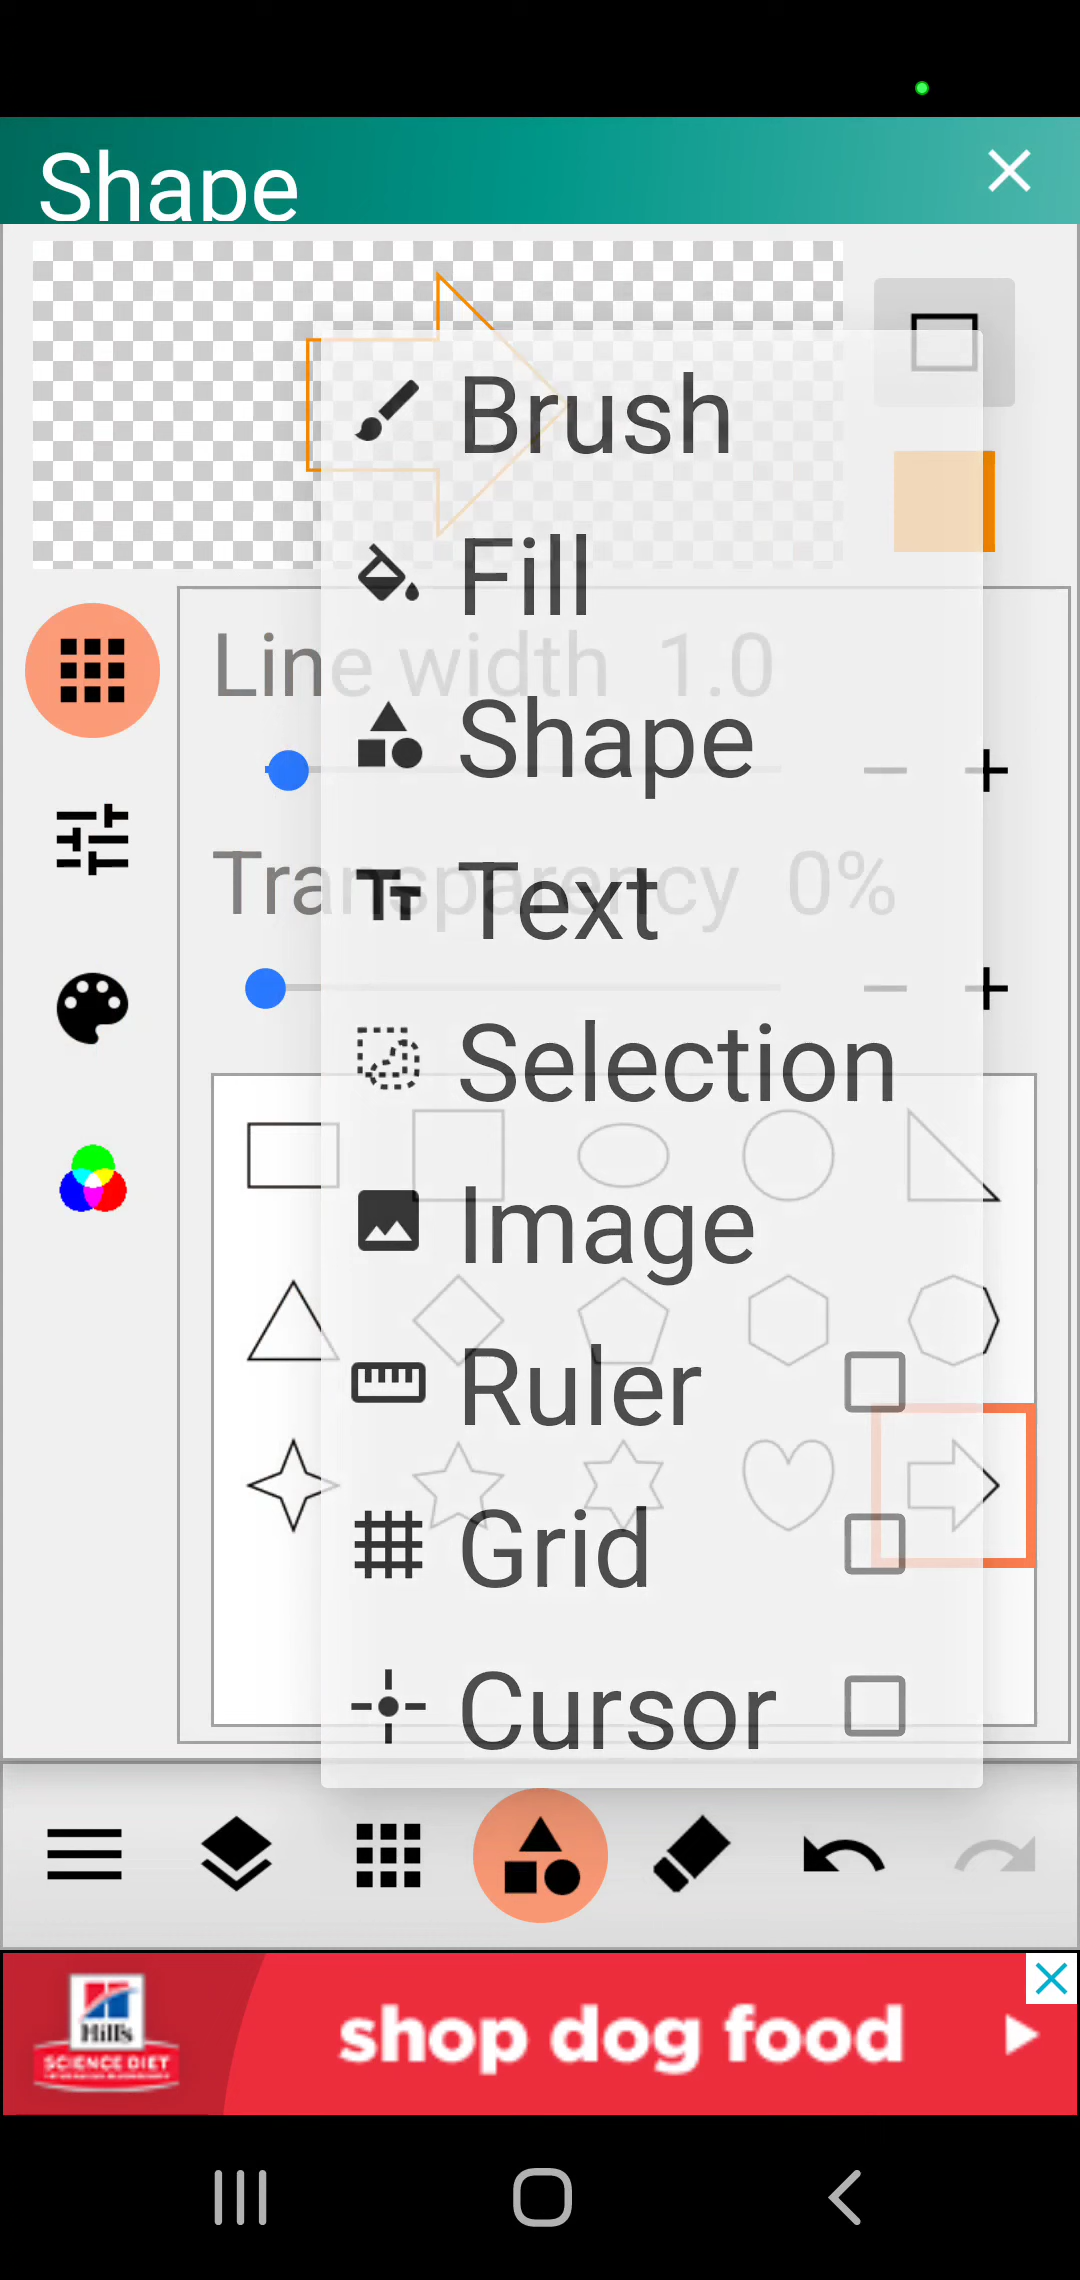 Shape
Brush
Fill
Line width 1.0
Shape
Transparency 0%
Text
Selection
Image
Ruler
Grid
Cursor
Hill's
SCIENCE DIET
shop dog food